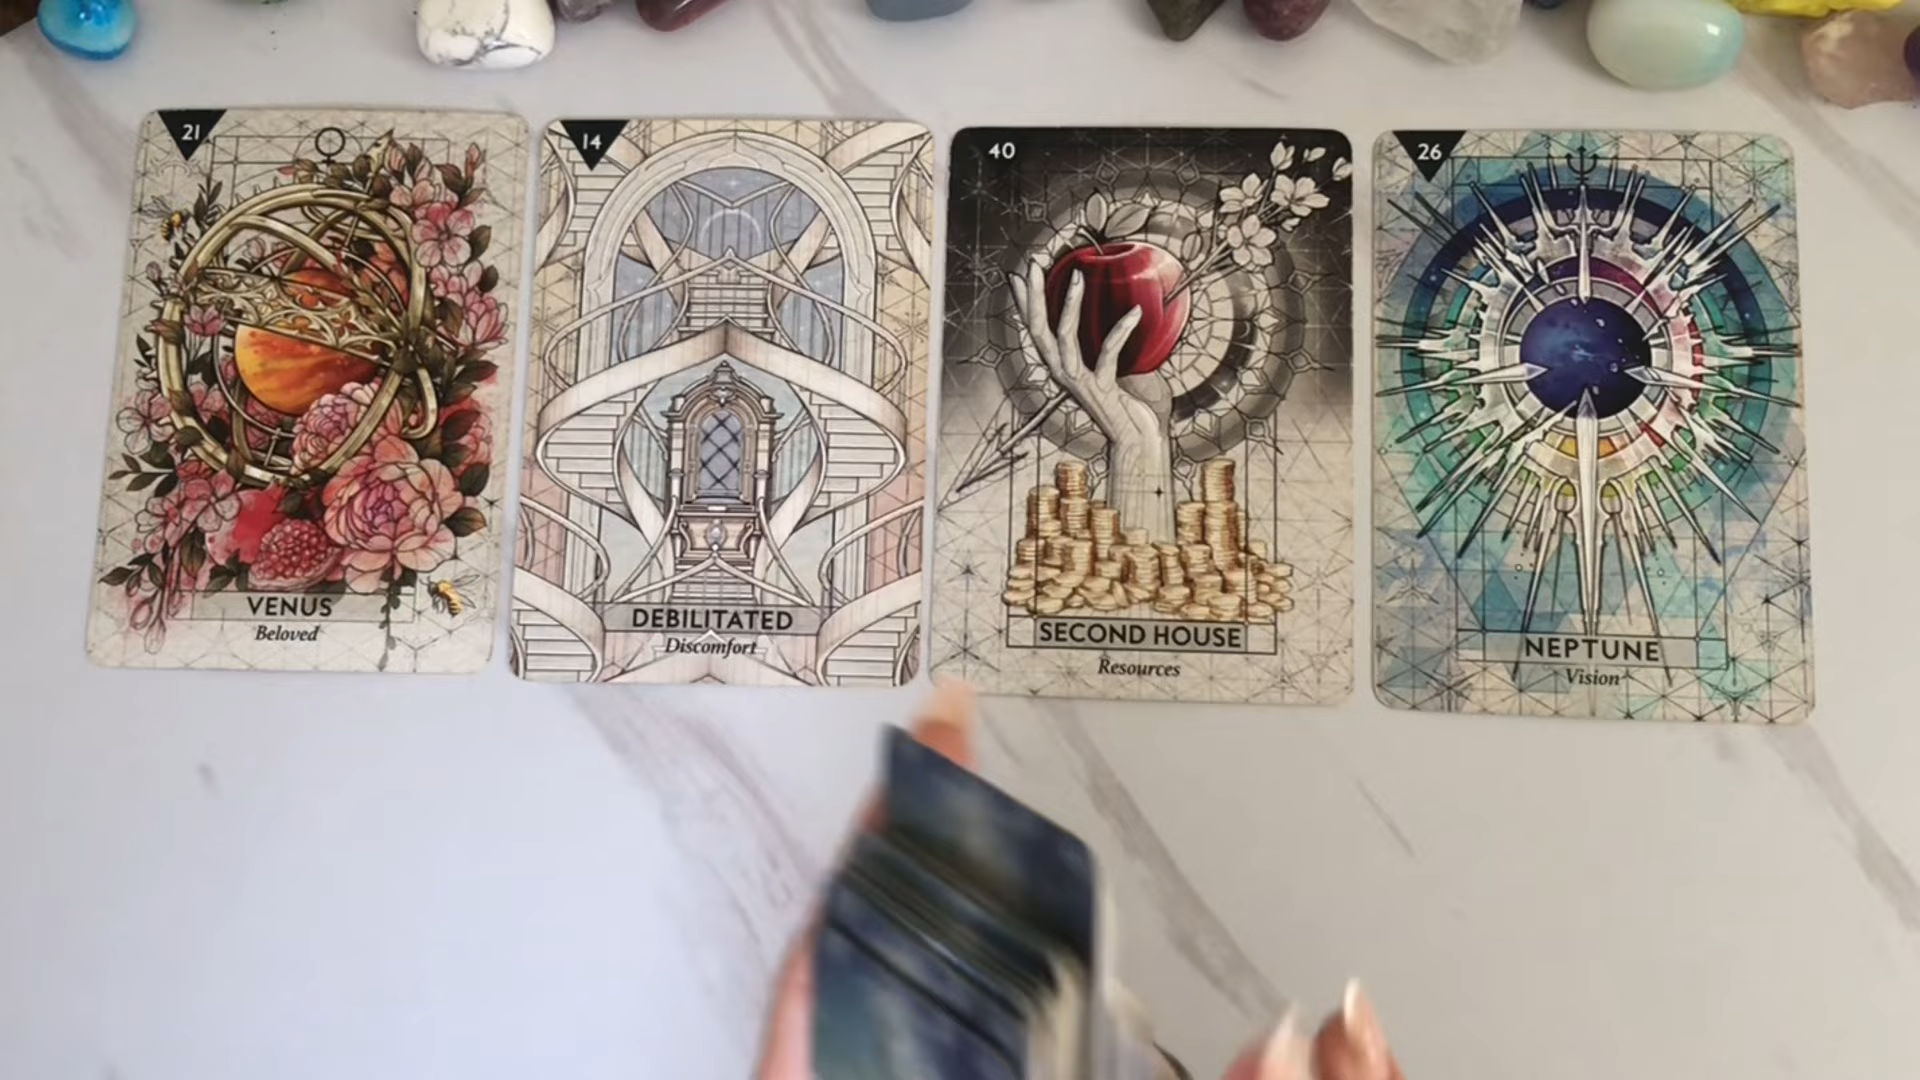 21
VENUS
Beloved
14
DEBILITATED
Discomfort
40
SECOND HOUSE
Resources
26
NEPTUNE
Vision